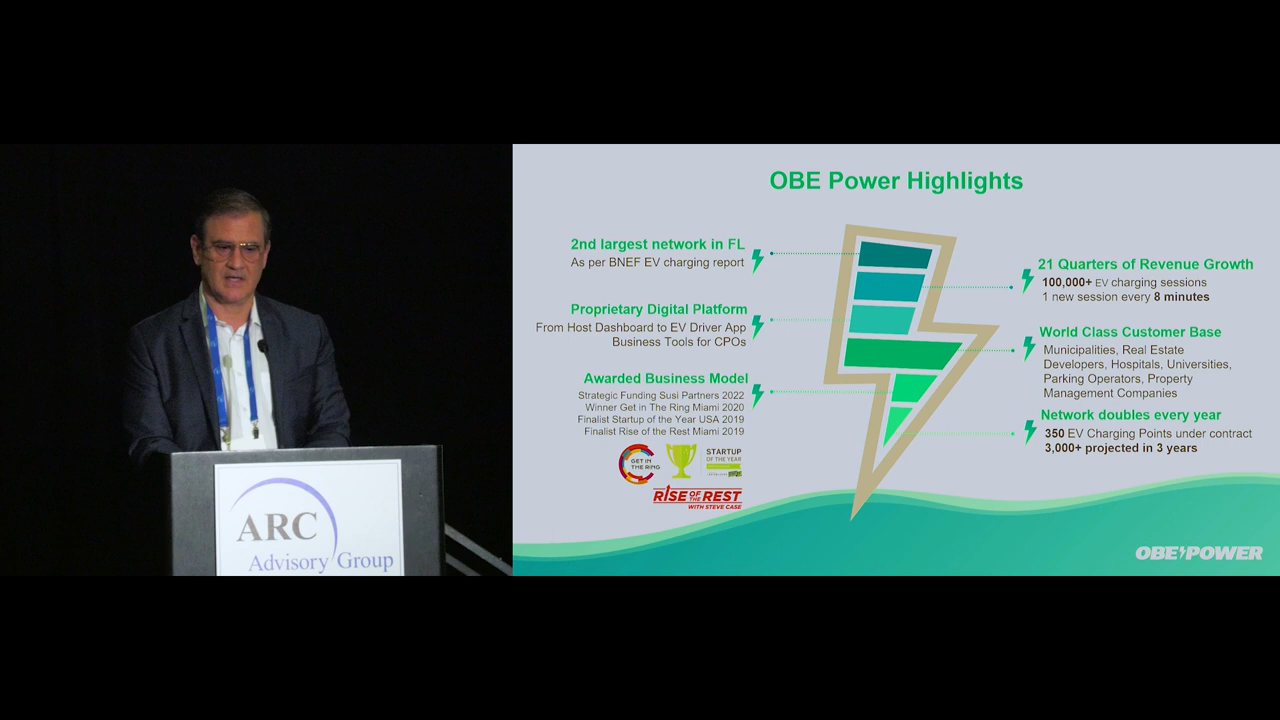 ARC
Advisory Group
OBE Power Highlights
2nd largest network in FL
As per BNEF EV charging report
Proprietary Digital Platform
From Host Dashboard to EV Driver App
Business Tools for CPOs
Awarded Business Model
Strategic Funding Susi Partners 2022
Winner Get in The Ring Miami 2020
Finalist Startup of the Year USA 2019
Finalist Rise of the Rest Miami 2019
GET IN
THE RING
STARTUP
OF THE YEAR
RISE OF THE REST
WITH STEVE CASE
21 Quarters of Revenue Growth
100,000+ EV charging sessions
1 new session every 8 minutes
World Class Customer Base
Municipalities, Real Estate
Developers, Hospitals, Universities,
Parking Operators, Property
Management Companies
Network doubles every year
350 EV Charging Points under contract
3,000+ projected in 3 years
OBE POWER